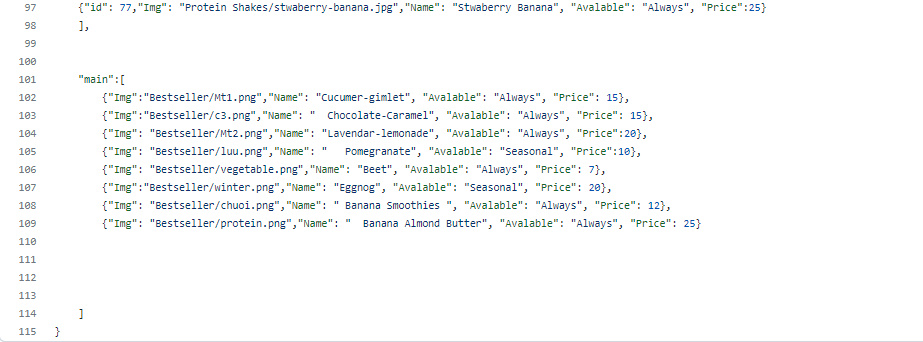 97 {"id": 77,"Img": "Protein Shakes/stwaberry-banana.jpg","Name": "Stwaberry Banana", "Avalable": "Always", "Price":25}
98 ],
99
100
101 "main":[
102 {"Img":"Bestseller/Mt1.png","Name": "Cucumer-gimlet", "Avalable": "Always", "Price": 15},
103 {"Img":"Bestseller/c3.png","Name": "  Chocolate-Caramel", "Avalable": "Always", "Price": 15},
104 {"Img": "Bestseller/Mt2.png","Name": "Lavendar-lemonade", "Avalable": "Always", "Price":20},
105 {"Img": "Bestseller/luu.png","Name": "   Pomegranate", "Avalable": "Seasonal", "Price":10},
106 {"Img": "Bestseller/vegetable.png","Name": "Beet", "Avalable": "Always", "Price": 7},
107 {"Img":"Bestseller/winter.png","Name": "Eggnog", "Avalable": "Seasonal", "Price": 20},
108 {"Img": "Bestseller/chuoi.png","Name": " Banana Smoothies ", "Avalable": "Always", "Price": 12},
109 {"Img": "Bestseller/protein.png","Name": "  Banana Almond Butter", "Avalable": "Always", "Price": 25}
110
111
112
113
114 ]
115 }